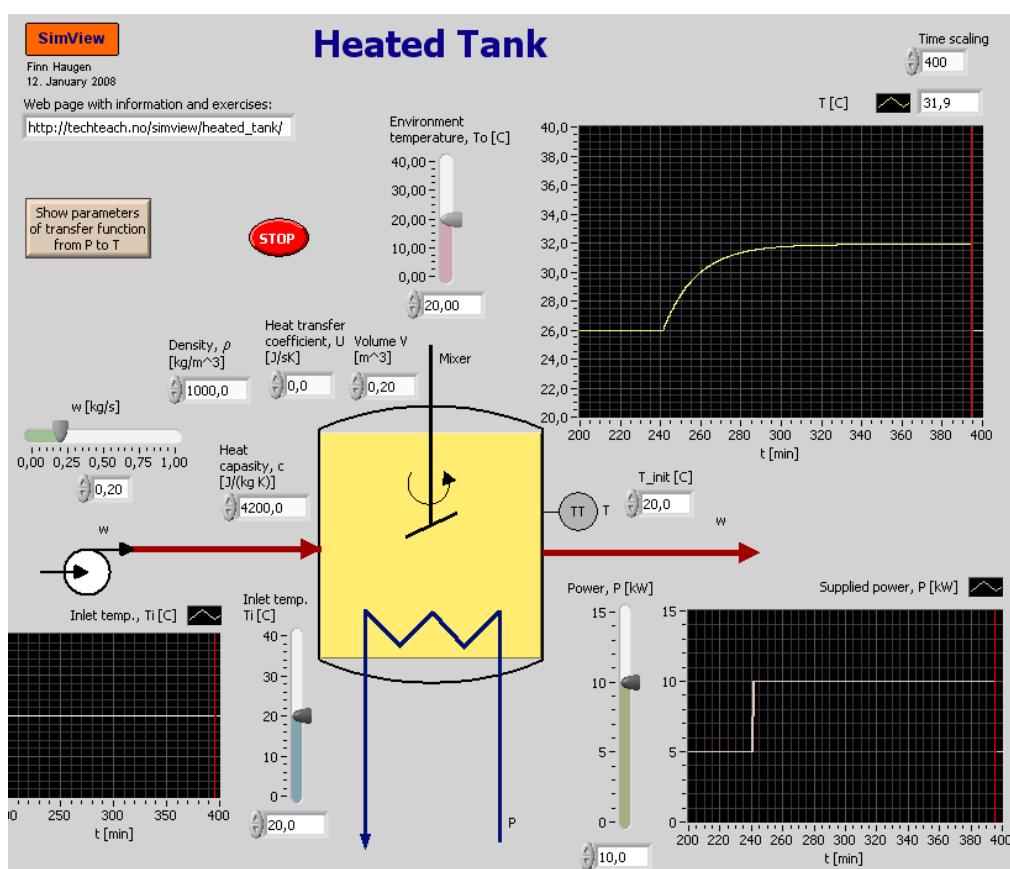 SimView
Heated Tank
Finn Haugen
12. January 2008
Time scaling
400
Web page with information and exercises:
http://techteach.no/simview/heated_tank/
T [C]
31,9
Environment
temperature, To [C]
40,00
30,00
20,00
10,00
0,00
20,00
40,0
38,0
36,0
34,0
32,0
30,0
28,0
26,0
24,0
22,0
20,0
200 220 240 260 280 300 320 340 360 380 400
t [min]
Show parameters
of transfer function
from P to T
STOP
Density, ρ
[kg/m^3]
1000,0
Heat transfer
coefficient, U
[J/sK]
0,0
Volume V
[m^3]
0,20
Mixer
w [kg/s]
0,00 0,25 0,50 0,75 1,00
0,20
Heat
capasity, c
[J/(kg K)]
4200,0
T_init [C]
20,0
TT
T
w
w
Inlet temp., Ti [C]
250 300 350 400
t [min]
Inlet temp.
Ti [C]
40
30
20
10
0
20,0
P
Power, P [kW]
15
10
5
0
10,0
Supplied power, P [kW]
15
10
5
0
200 220 240 260 280 300 320 340 360 380 400
t [min]